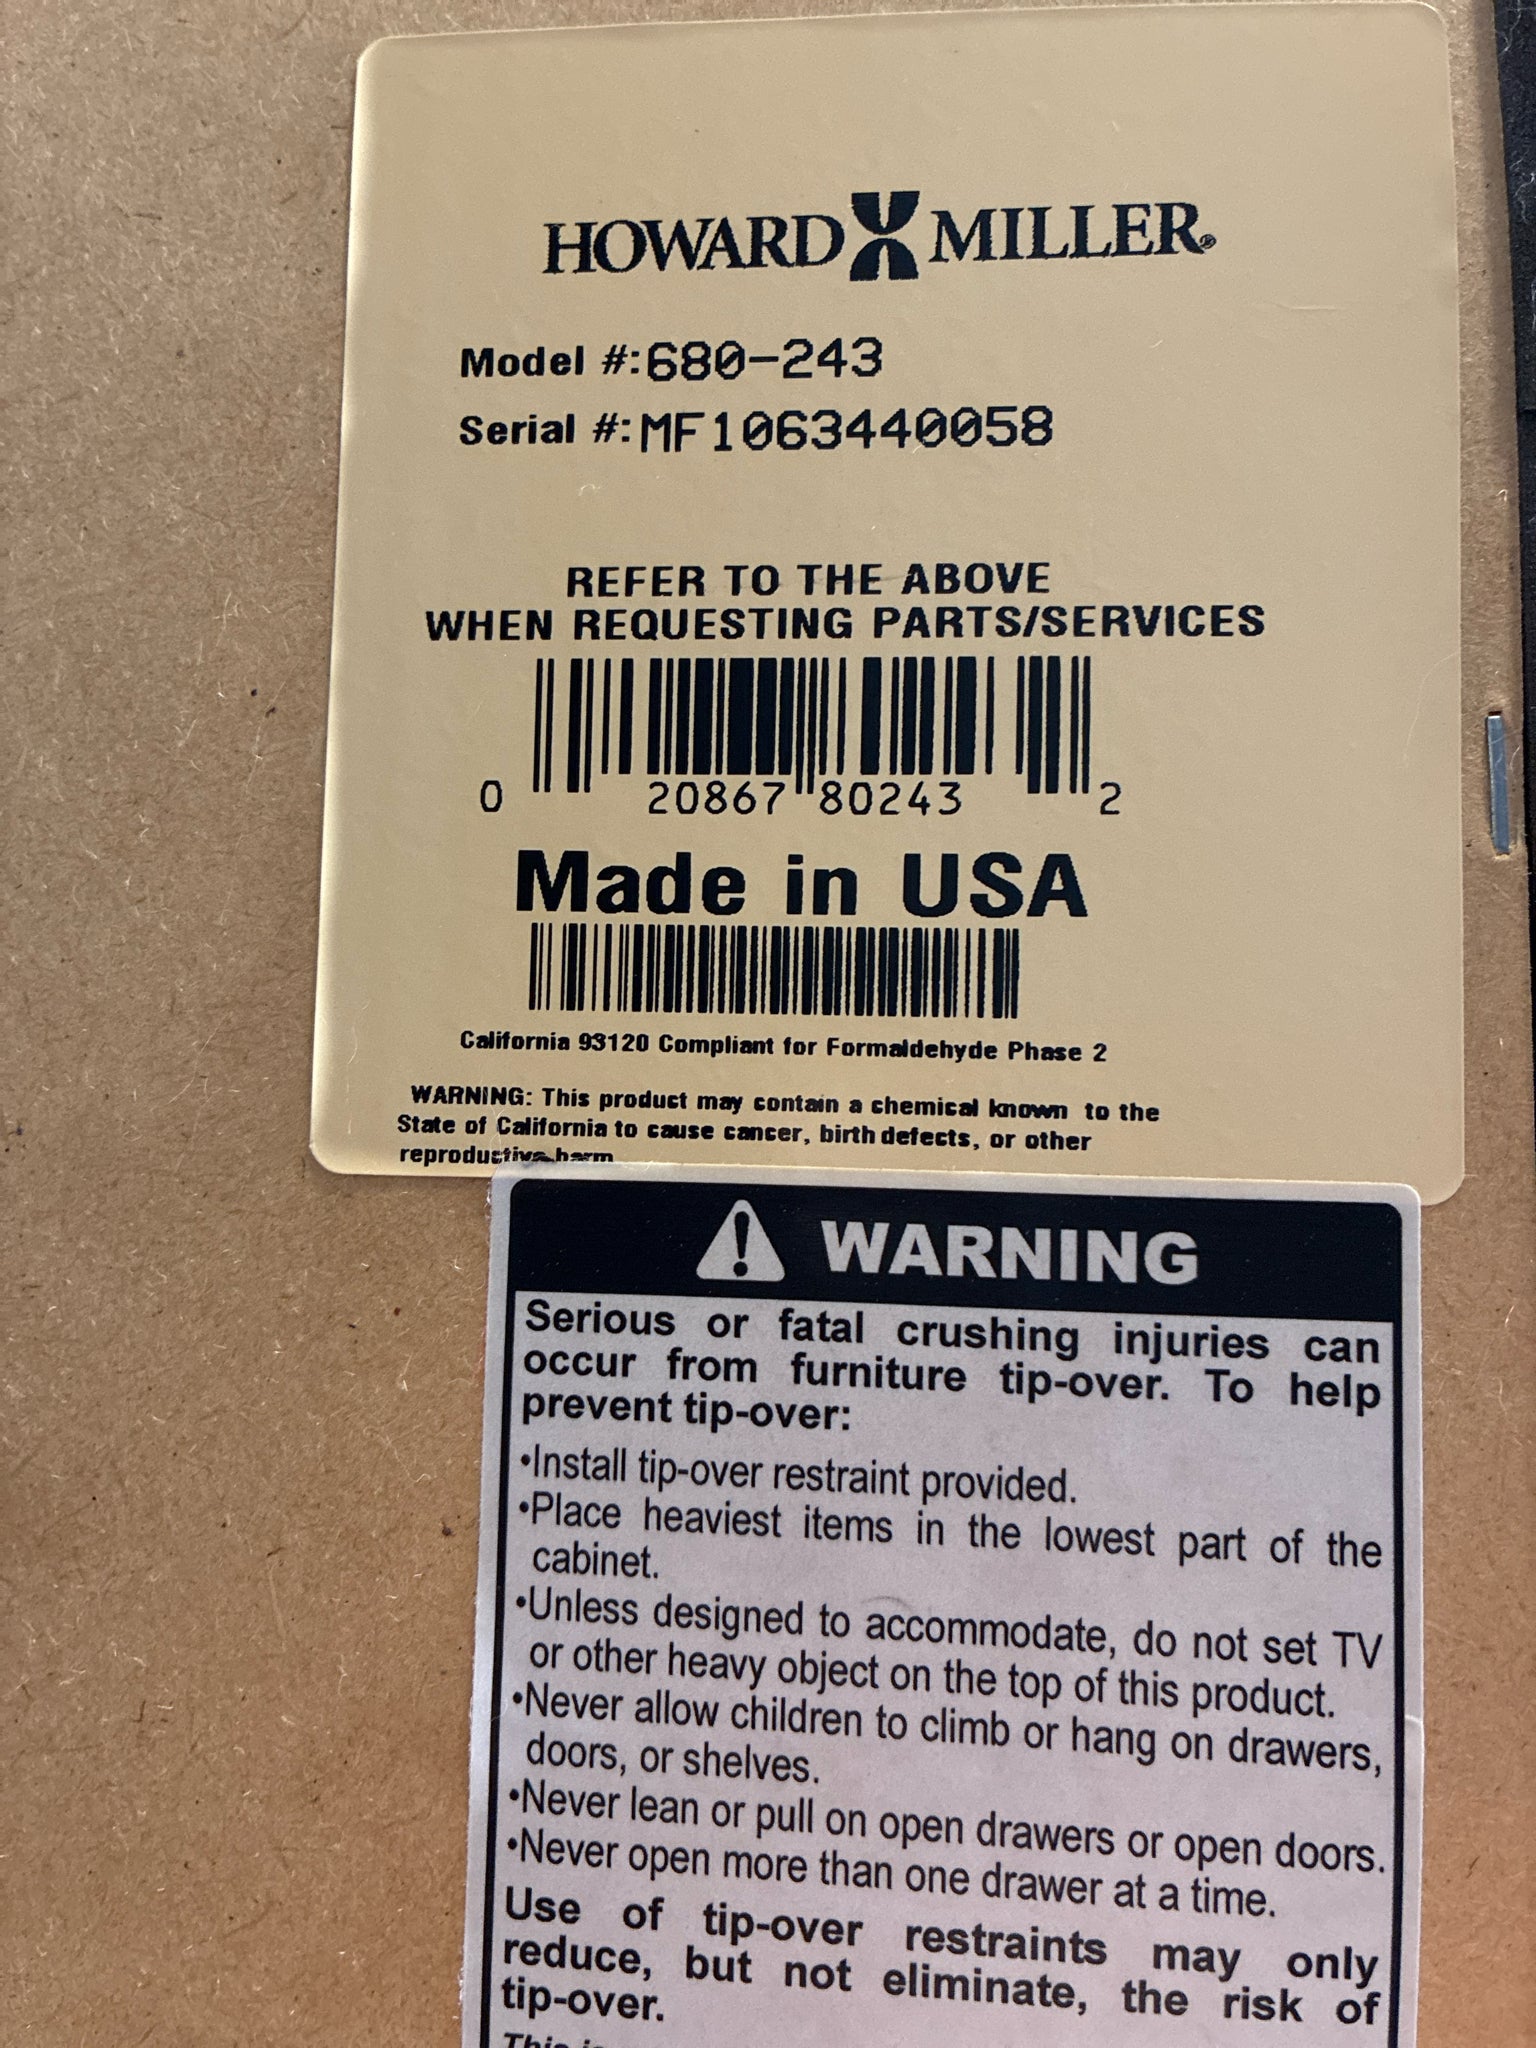 HOWARD MILLER®
Model #:680-243
Serial #:MF1063440058
REFER TO THE ABOVE
WHEN REQUESTING PARTS/SERVICES
0 20867 80243 2
Made in USA
California 93120 Compliant for Formaldehyde Phase 2
WARNING: This product may contain a chemical known to the
State of California to cause cancer, birth defects, or other
reproductive harm
WARNING
Serious or fatal crushing injuries can
occur from furniture tip-over. To help
prevent tip-over:
•Install tip-over restraint provided.
•Place heaviest items in the lowest part of the
cabinet.
•Unless designed to accommodate, do not set TV
or other heavy object on the top of this product.
•Never allow children to climb or hang on drawers,
doors, or shelves.
•Never lean or pull on open drawers or open doors.
•Never open more than one drawer at a time.
Use of tip-over restraints may only
reduce, but not eliminate, the risk of
tip-over.
This